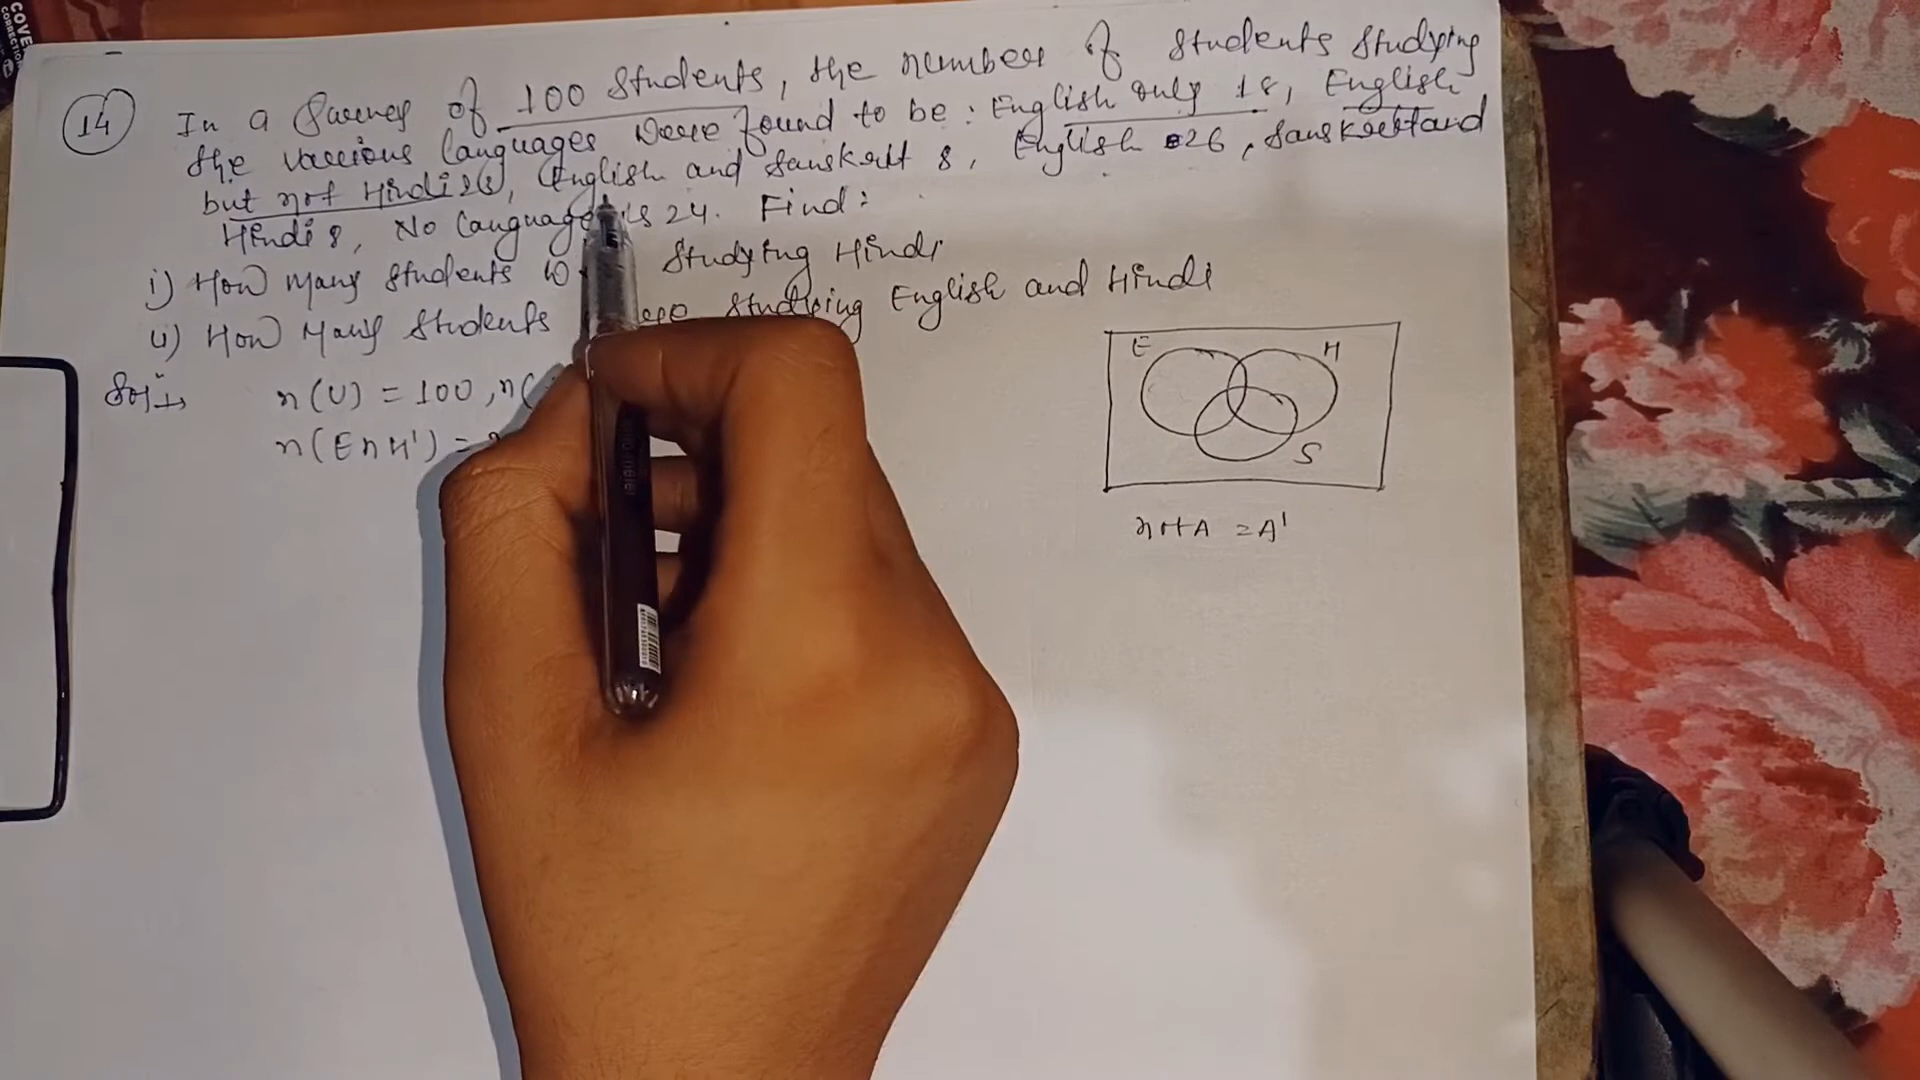 COVE
CORRECTION
14
In a Survey of 100 Students, the number of Students Studying
the various languages were found to be: English only 18, English
but not Hindi 23, English and Sanskrit 8, English 26, Sanskrit and
Hindi 8, No language is 24. Find:
i) How many students Studying Hindi
ii) How Many Students were studying English and Hindi
Sol:
n(U) = 100, n(
n(E∩H') =
E
H
S
not A = A'